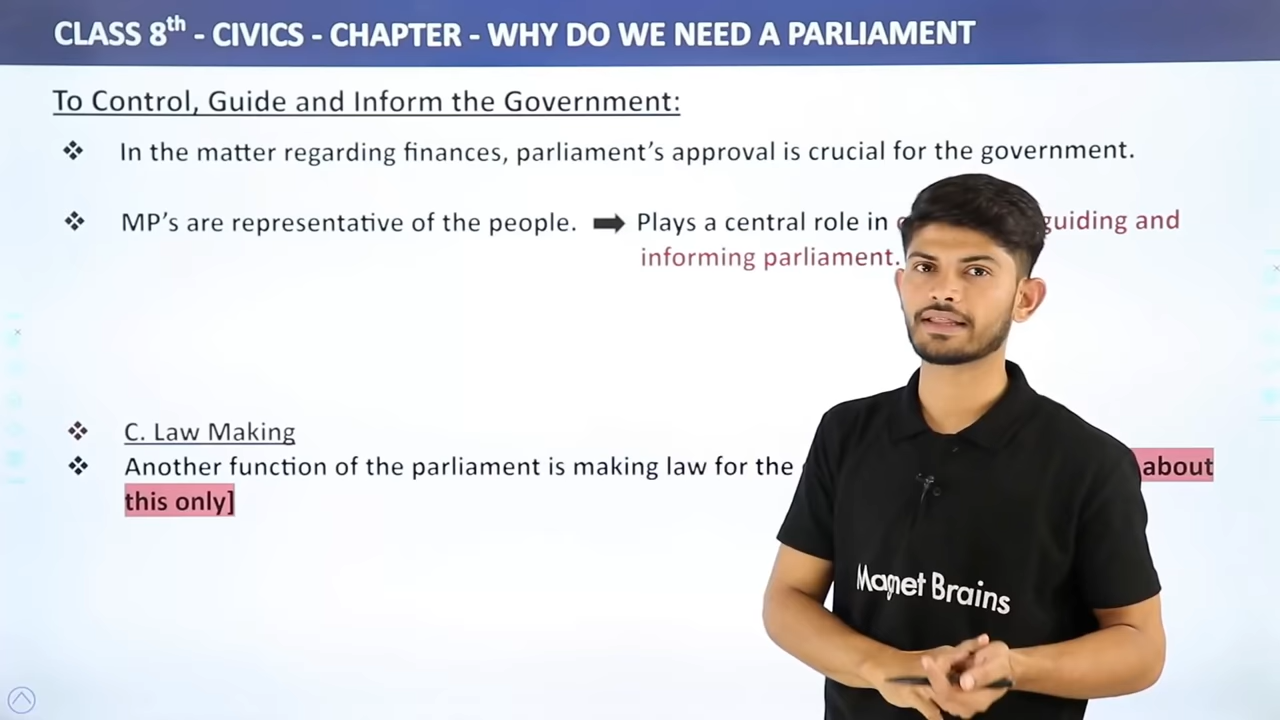 CLASS 8th - CIVICS - CHAPTER - WHY DO WE NEED A PARLIAMENT
To Control, Guide and Inform the Government:
❖ In the matter regarding finances, parliament's approval is crucial for the government.
❖ MP's are representative of the people. ➡ Plays a central role in guiding and
informing parliament.
❖ C. Law Making
❖ Another function of the parliament is making law for the about
this only]
Magnet Brains